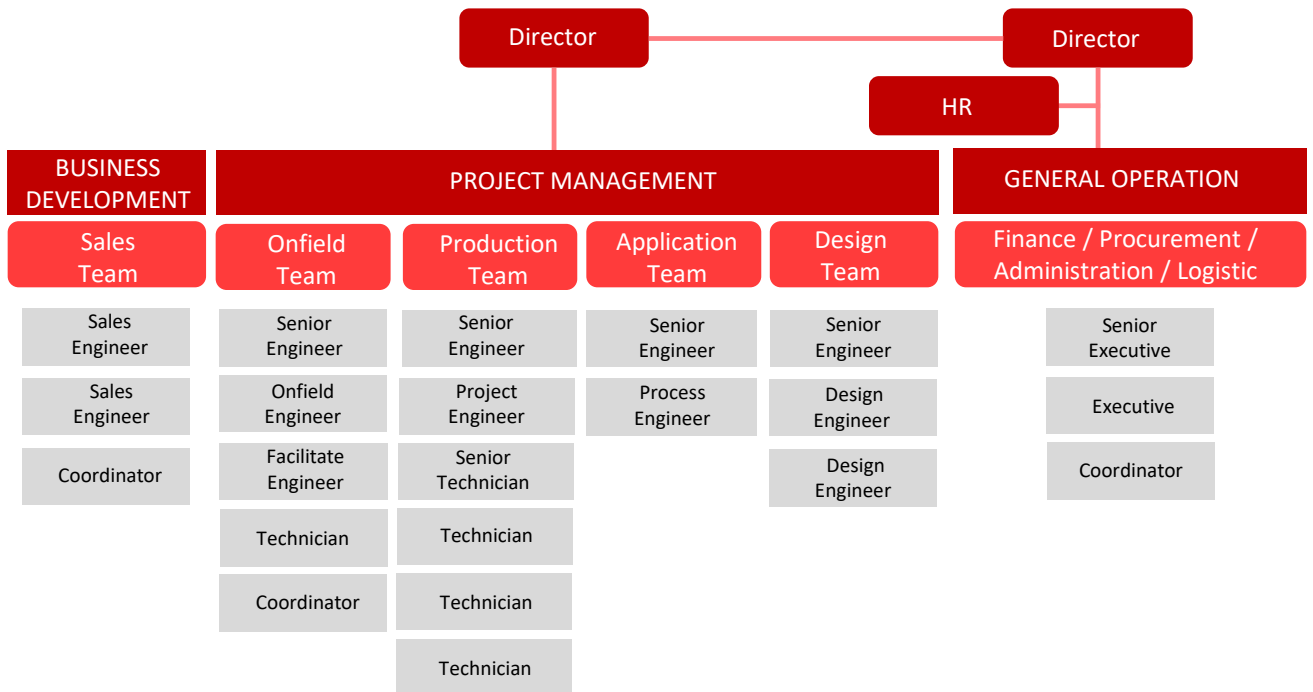 Director
Director
HR
BUSINESS
DEVELOPMENT
PROJECT MANAGEMENT
GENERAL OPERATION
Sales
Team
Onfield
Team
Production
Team
Application
Team
Design
Team
Finance / Procurement /
Administration / Logistic
Sales
Engineer
Sales
Engineer
Coordinator
Senior
Engineer
Onfield
Engineer
Facilitate
Engineer
Technician
Coordinator
Senior
Engineer
Project
Engineer
Senior
Technician
Technician
Technician
Technician
Senior
Engineer
Process
Engineer
Senior
Engineer
Design
Engineer
Design
Engineer
Senior
Executive
Executive
Coordinator